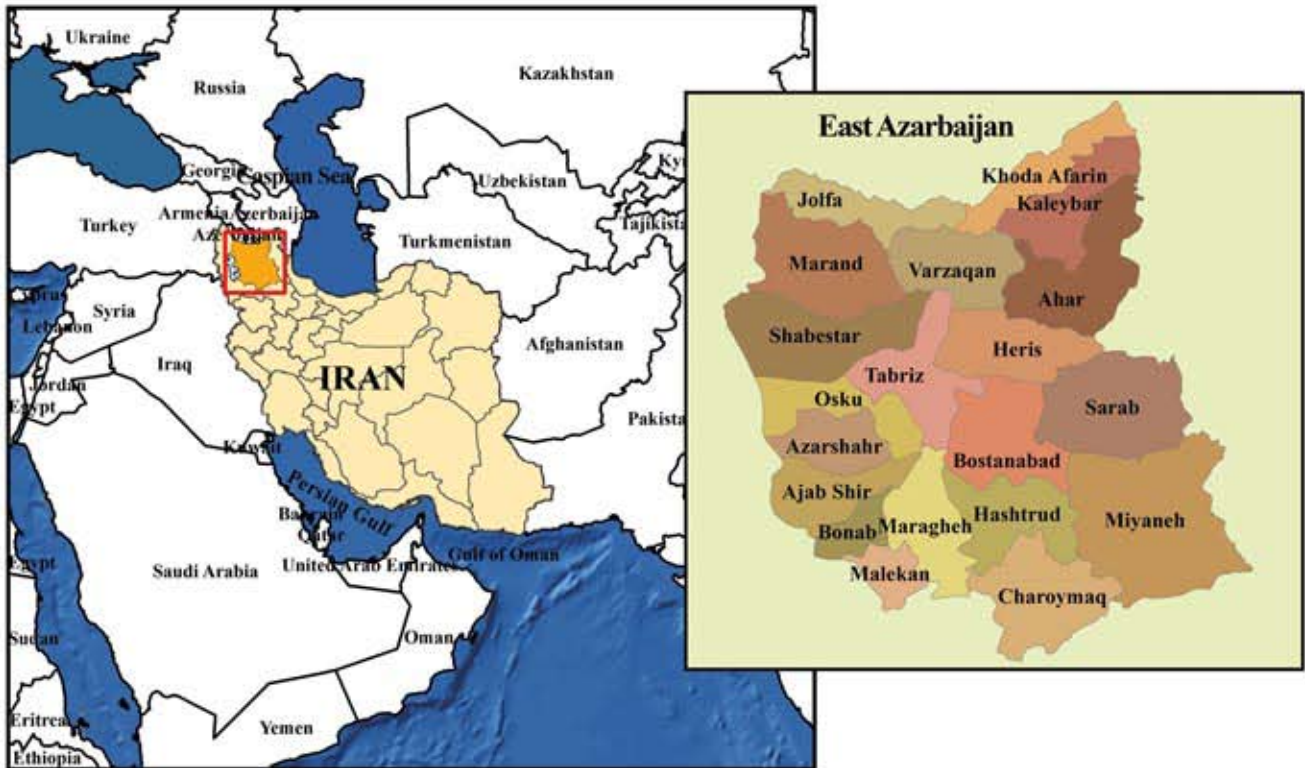 Ukraine
Russia
Kazakhstan
Georgia
Caspian Sea
Uzbekistan
Turkey
Armenia
Azerbaijan
Turkmenistan
Tajikista
Syria
Lebanon
Iraq
Afghanistan
Jordan
Egypt
IRAN
Pakista
Kuwait
Persian Gulf
Bahrain
Qatar
Gulf of Oman
Egypt
Saudi Arabia
United Arab Emirates
Sudan
Oman
Eritrea
Yemen
Ethiopia
East Azarbaijan
Khoda Afarin
Jolfa
Kaleybar
Marand
Varzaqan
Ahar
Shabestar
Heris
Tabriz
Osku
Sarab
Azarshahr
Bostanabad
Ajab Shir
Hashtrud
Miyaneh
Bonab
Maragheh
Malekan
Charoymaq